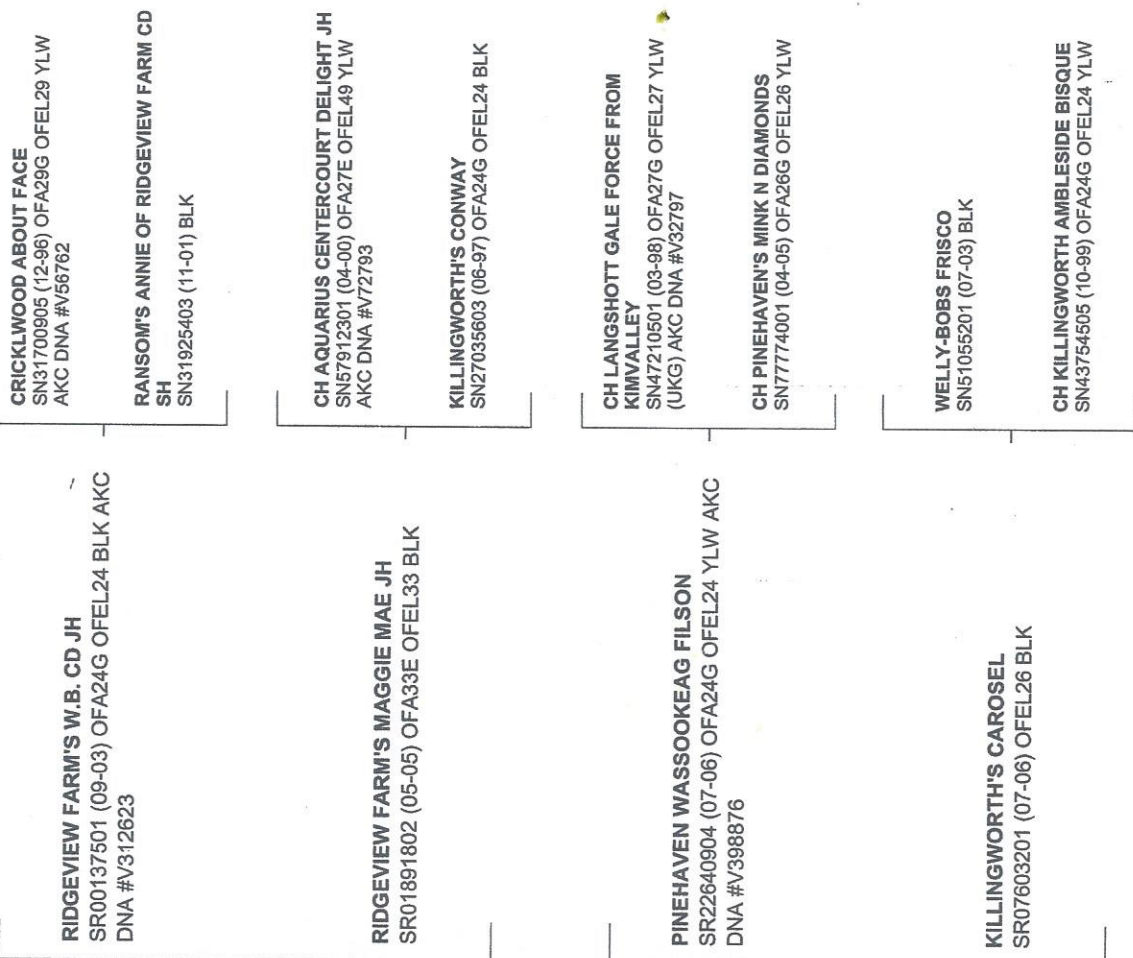 RIDGEVIEW FARM'S W.B. CD JH
SR00137501 (09-03) OFA24G OFEL24 BLK AKC
DNA #V312623
RIDGEVIEW FARM'S MAGGIE MAE JH
SR01891802 (05-05) OFA33E OFEL33 BLK
PINEHAVEN WASSOOKEAG FILSON
SR22640904 (07-06) OFA24G OFEL24 YLW AKC
DNA #V398876
KILLINGWORTH'S CAROSEL
SR07603201 (07-06) OFEL26 BLK
CRICKLWOOD ABOUT FACE
SN31700905 (12-96) OFA29G OFEL29 YLW
AKC DNA #V56762
RANSOM'S ANNIE OF RIDGEVIEW FARM CD
SH
SN31925403 (11-01) BLK
CH AQUARIUS CENTERCOURT DELIGHT JH
SN57912301 (04-00) OFA27E OFEL49 YLW
AKC DNA #V72793
KILLINGWORTH'S CONWAY
SN27035603 (06-97) OFA24G OFEL24 BLK
CH LANGSHOTT GALE FORCE FROM
KIMVALLEY
SN47210501 (03-98) OFA27G OFEL27 YLW
(UKG) AKC DNA #V32797
CH PINEHAVEN'S MINK N DIAMONDS
SN77774001 (04-05) OFA26G OFEL26 YLW
WELLY-BOBS FRISCO
SN51055201 (07-03) BLK
CH KILLINGWORTH AMBLESIDE BISQUE
SN43754505 (10-99) OFA24G OFEL24 YLW